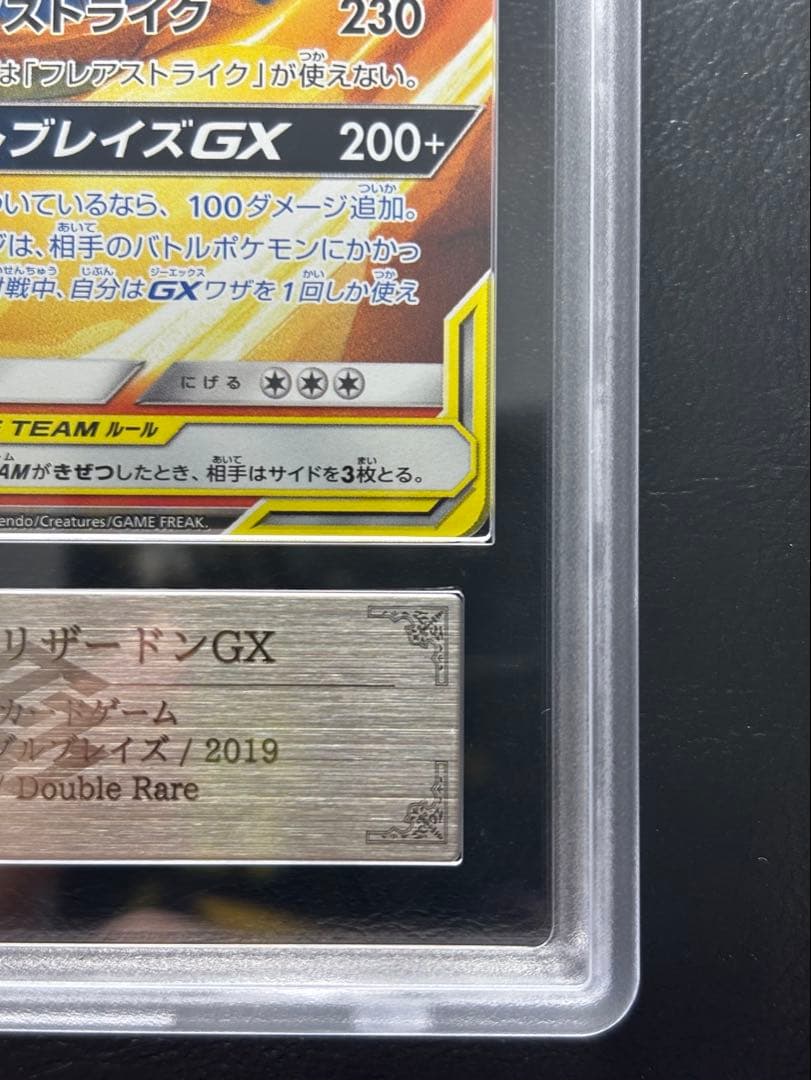 ストライク 230
は「フレアストライク」が使えない。
ブレイズGX 200+
いているなら、100ダメージ追加。
ジは、相手のバトルポケモンにかかっ
対戦中、自分はGXワザを1回しか使え
にげる
TEAM ルール
AMがきぜつしたとき、相手はサイドを3枚とる。
endo/Creatures/GAME FREAK.
リザードンGX
カードゲーム
ブルブレイズ / 2019
/ Double Rare